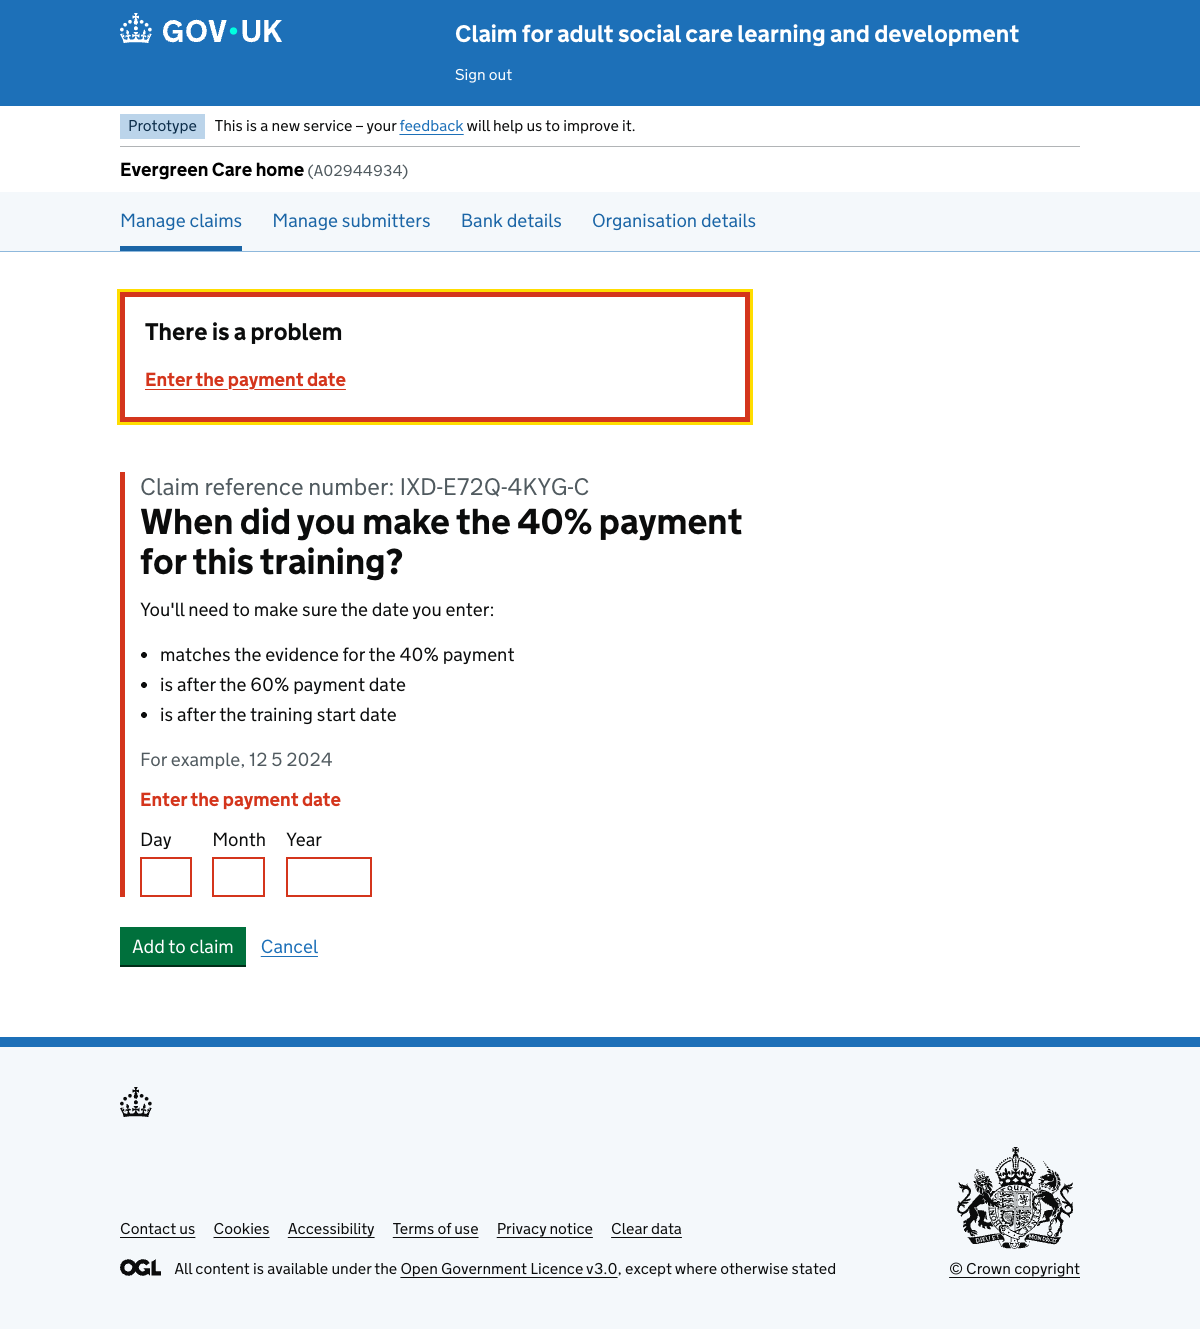 GOV·UK
Claim for adult social care learning and development
Sign out
Prototype This is a new service – your feedback will help us to improve it.
Evergreen Care home (A02944934)
Manage claims Manage submitters Bank details Organisation details
There is a problem
Enter the payment date
Claim reference number: IXD-E72Q-4KYG-C
When did you make the 40% payment
for this training?
You'll need to make sure the date you enter:
• matches the evidence for the 40% payment
• is after the 60% payment date
• is after the training start date
For example, 12 5 2024
Enter the payment date
Day Month Year
Add to claim Cancel
Contact us Cookies Accessibility Terms of use Privacy notice Clear data
OGL All content is available under the Open Government Licence v3.0, except where otherwise stated
© Crown copyright